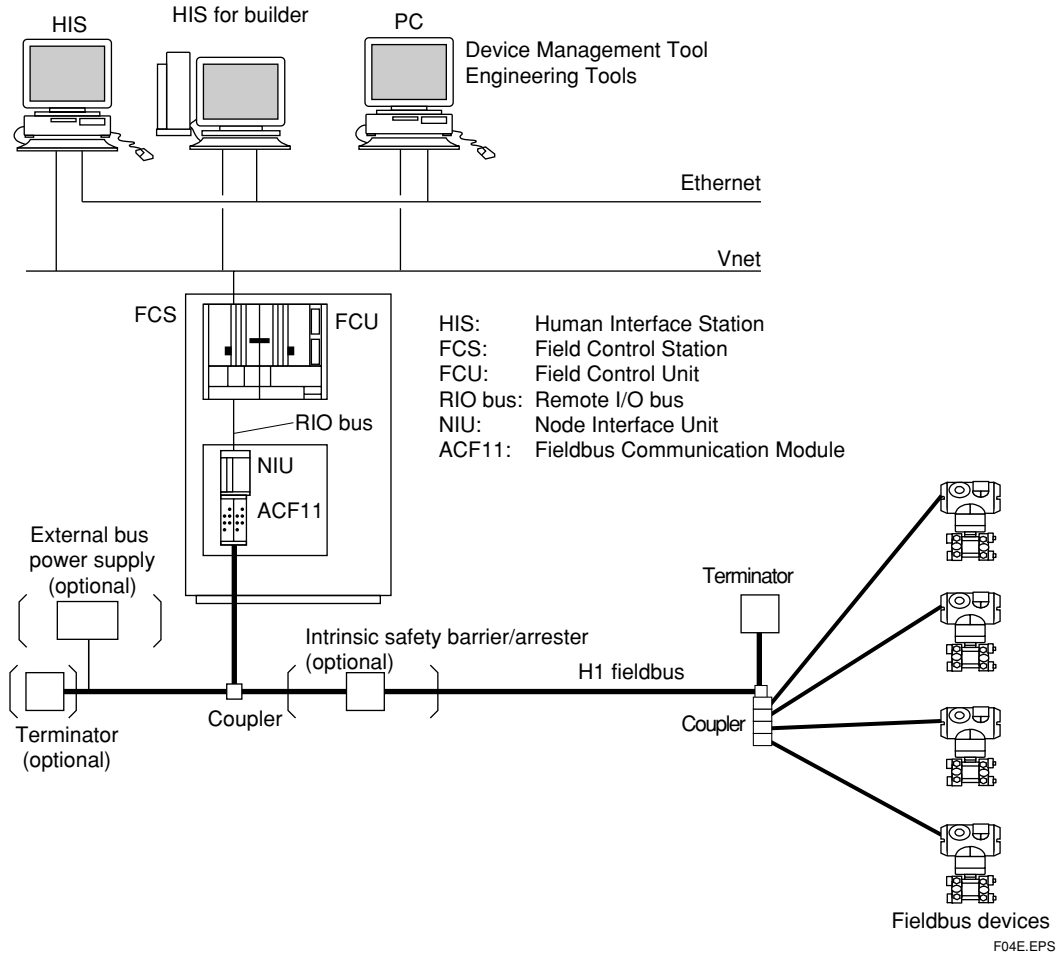 HIS
HIS for builder
PC
Device Management Tool
Engineering Tools
Ethernet
Vnet
FCS
FCU
RIO bus
NIU
ACF11
HIS: Human Interface Station
FCS: Field Control Station
FCU: Field Control Unit
RIO bus: Remote I/O bus
NIU: Node Interface Unit
ACF11: Fieldbus Communication Module
External bus
power supply
(optional)
Terminator
(optional)
Coupler
Intrinsic safety barrier/arrester
(optional)
H1 fieldbus
Terminator
Coupler
Fieldbus devices
F04E.EPS